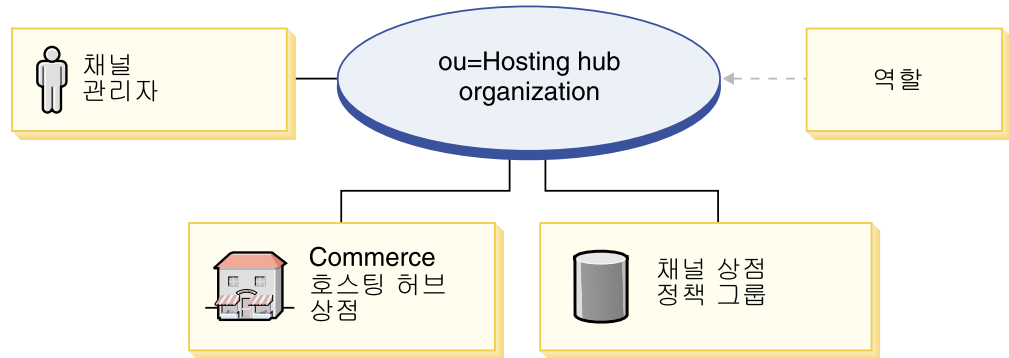 채널
관리자
ou=Hosting hub
organization
역할
Commerce
호스팅 허브
상점
채널 상점
정책 그룹